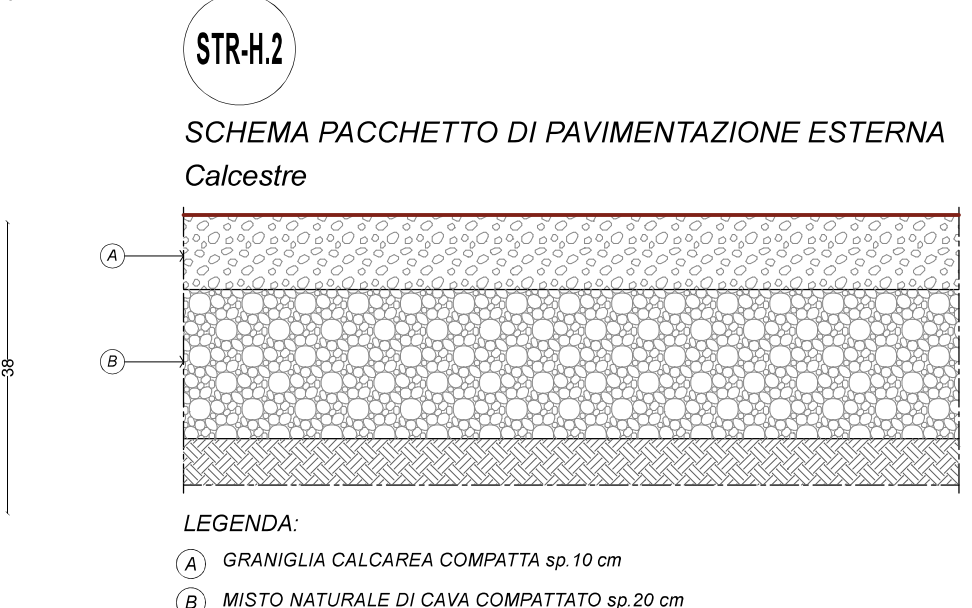 STR-H.2
SCHEMA PACCHETTO DI PAVIMENTAZIONE ESTERNA
Calcestre
A
B
38
LEGENDA:
A GRANIGLIA CALCAREA COMPATTA sp.10 cm
B MISTO NATURALE DI CAVA COMPATTATO sp.20 cm